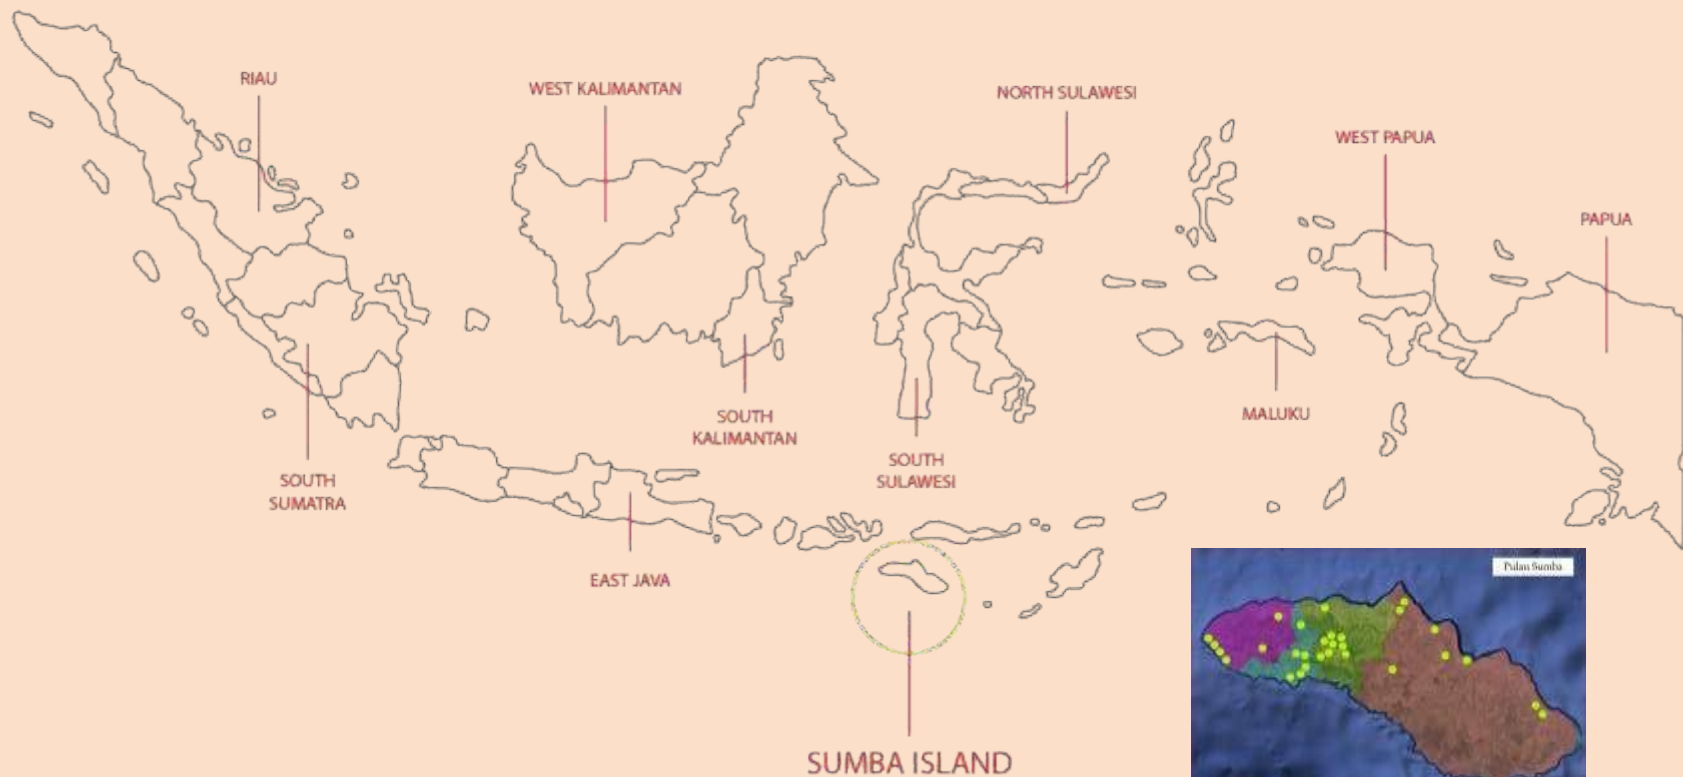 RIAU
WEST KALIMANTAN
NORTH SULAWESI
WEST PAPUA
PAPUA
SOUTH
KALIMANTAN
MALUKU
SOUTH
SULAWESI
SOUTH
SUMATRA
EAST JAVA
Pulau Sumba
SUMBA ISLAND